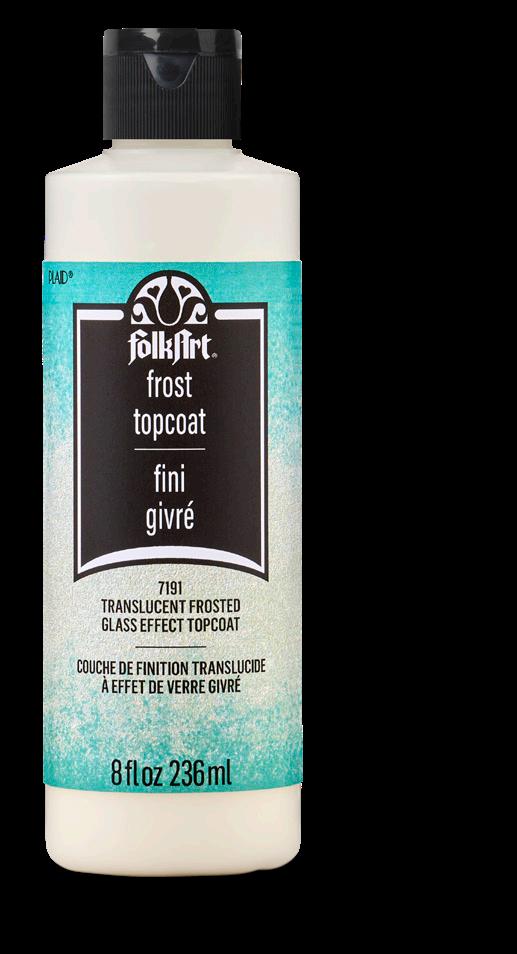 PLAID®
FolkArt®
frost
topcoat
fini
givré
7191
TRANSLUCENT FROSTED
GLASS EFFECT TOPCOAT
COUCHE DE FINITION TRANSLUCIDE
À EFFET DE VERRE GIVRÉ
8 fl oz 236 ml